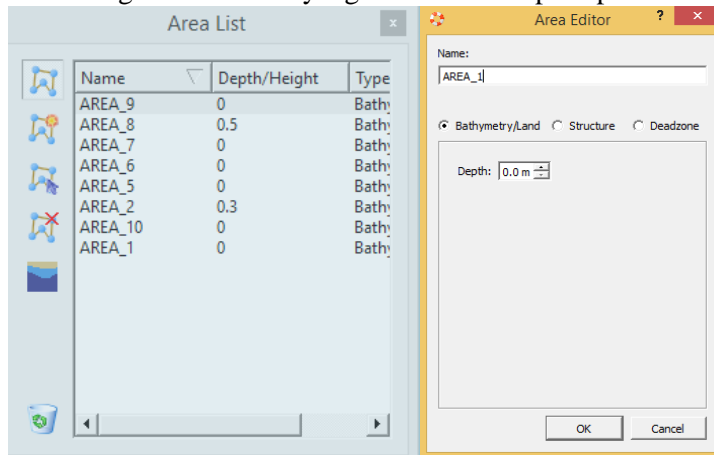 Area List
x
Name Depth/Height Type
AREA_9 0 Bathy
AREA_8 0.5 Bathy
AREA_7 0 Bathy
AREA_6 0 Bathy
AREA_5 0 Bathy
AREA_2 0.3 Bathy
AREA_10 0 Bathy
AREA_1 0 Bathy
Area Editor ? x
Name:
AREA_1
Bathymetry/Land Structure Deadzone
Depth: 0.0 m
OK Cancel